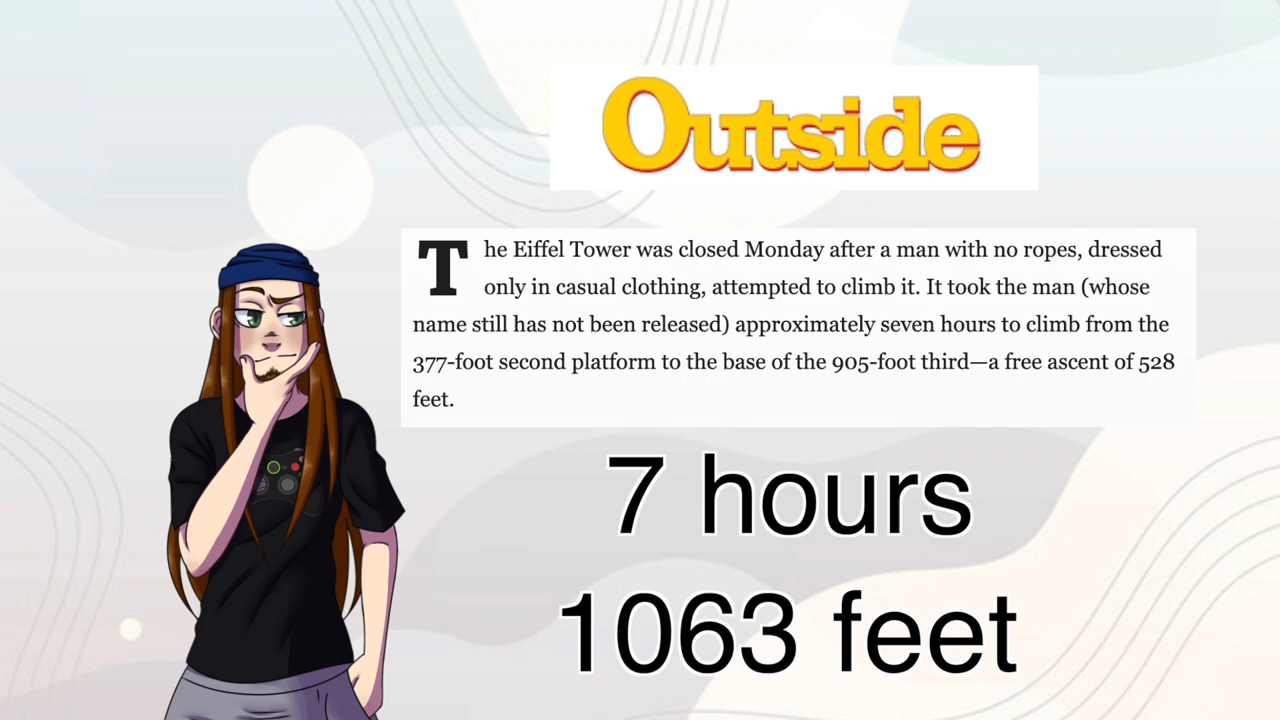 Outside
The Eiffel Tower was closed Monday after a man with no ropes, dressed
only in casual clothing, attempted to climb it. It took the man (whose
name still has not been released) approximately seven hours to climb from the
377-foot second platform to the base of the 905-foot third—a free ascent of 528
feet.
7 hours
1063 feet